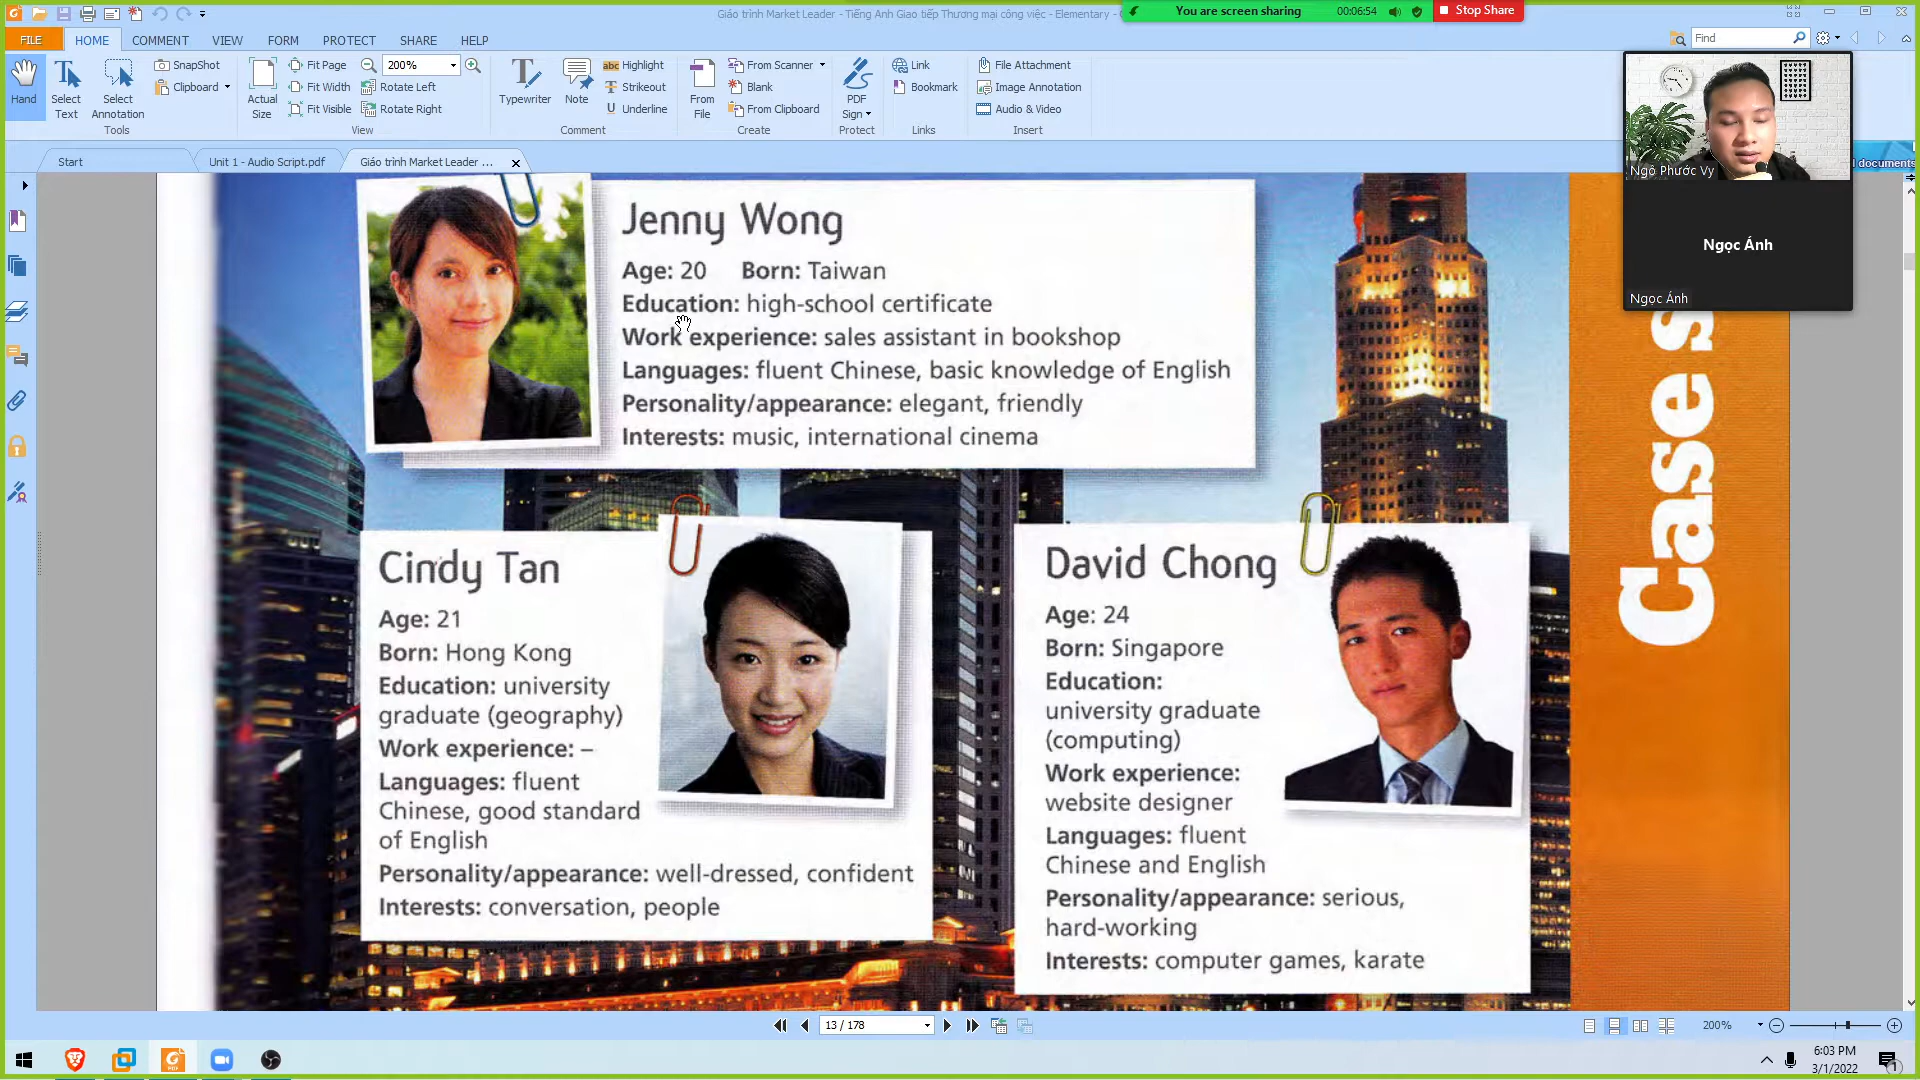 Giáo trình Market Leader - Tiếng Anh Giao tiếp Thương mại công việc - Elementary -
You are screen sharing
00:06:54
Stop Share
FILE
HOME
COMMENT
VIEW
FORM
PROTECT
SHARE
HELP
Find
Hand
Select Text
Select Annotation
SnapShot
Clipboard
Tools
Actual Size
Fit Page
Fit Width
Fit Visible
200%
Rotate Left
Rotate Right
View
Typewriter
Note
Highlight
Strikeout
Underline
Comment
From File
From Scanner
Blank
From Clipboard
Create
PDF Sign
Protect
Link
Bookmark
Links
File Attachment
Image Annotation
Audio & Video
Insert
Start
Unit 1 - Audio Script.pdf
Giáo trình Market Leader ...
documents
Ngô Phước Vy
Ngọc Ánh
Ngọc Ánh
Jenny Wong
Age: 20 Born: Taiwan
Education: high-school certificate
Work experience: sales assistant in bookshop
Languages: fluent Chinese, basic knowledge of English
Personality/appearance: elegant, friendly
Interests: music, international cinema
Cindy Tan
Age: 21
Born: Hong Kong
Education: university
graduate (geography)
Work experience: –
Languages: fluent
Chinese, good standard
of English
Personality/appearance: well-dressed, confident
Interests: conversation, people
David Chong
Age: 24
Born: Singapore
Education:
university graduate
(computing)
Work experience:
website designer
Languages: fluent
Chinese and English
Personality/appearance: serious,
hard-working
Interests: computer games, karate
Case s
13 / 178
200%
6:03 PM
3/1/2022